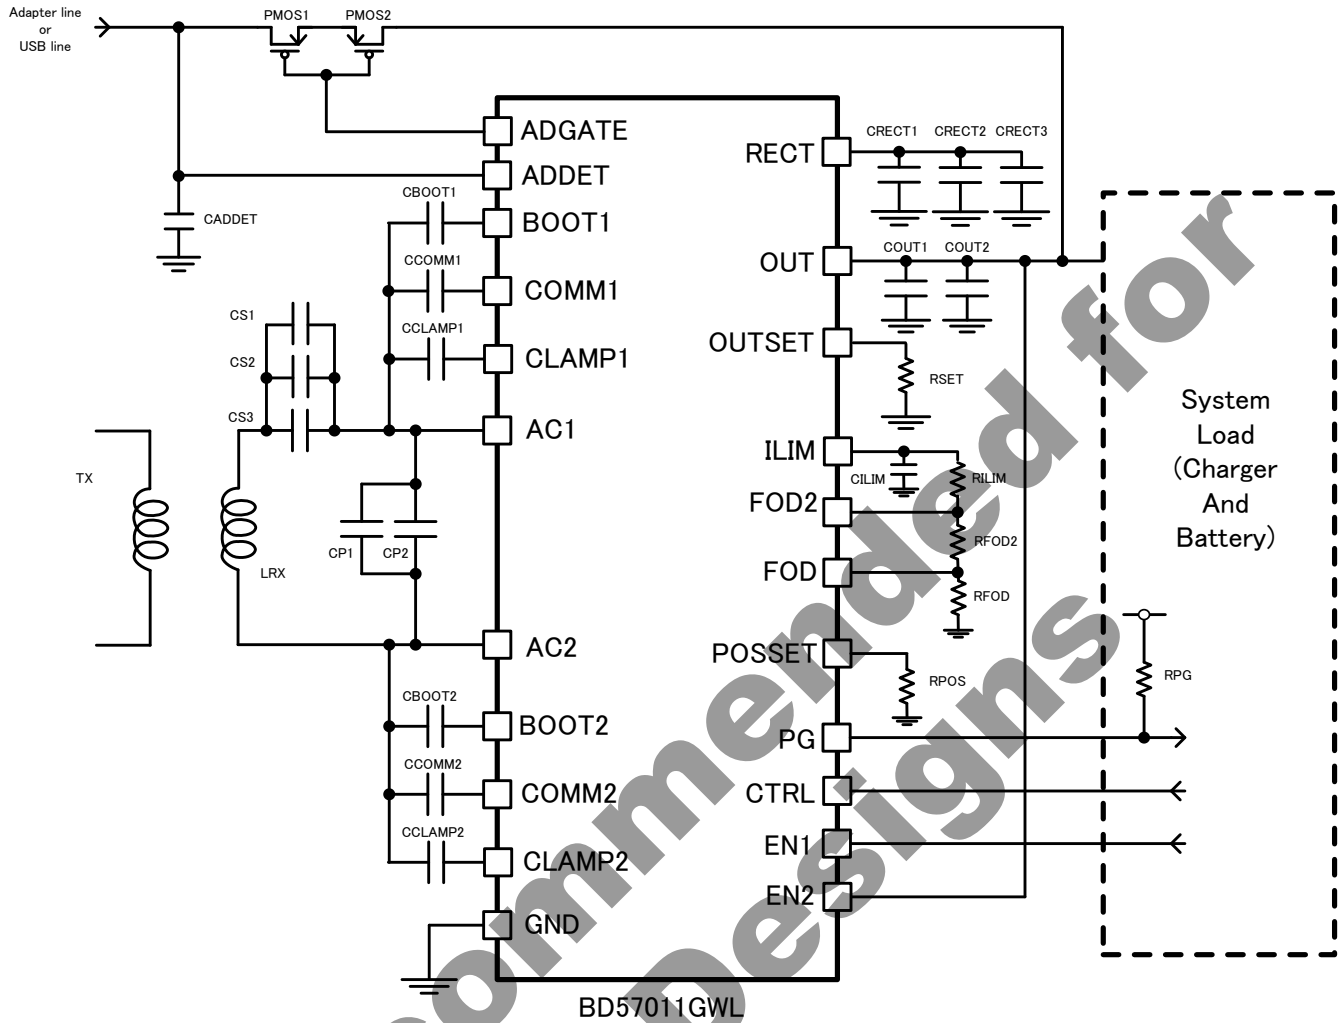 Adapter line
or
USB line
PMOS1
PMOS2
ADGATE
ADDET
CADDET
CBOOT1
BOOT1
CCOMM1
COMM1
CCLAMP1
CLAMP1
CS1
CS2
CS3
AC1
TX
LRX
CP1
CP2
AC2
CBOOT2
BOOT2
CCOMM2
COMM2
CCLAMP2
CLAMP2
GND
RECT
CRECT1
CRECT2
CRECT3
OUT
COUT1
COUT2
OUTSET
RSET
ILIM
CILIM
RILIM
FOD2
RFOD2
FOD
RFOD
POSSET
RPOS
PG
RPG
CTRL
EN1
EN2
System
Load
(Charger
And
Battery)
BD57011GWL
ommended for
Designs